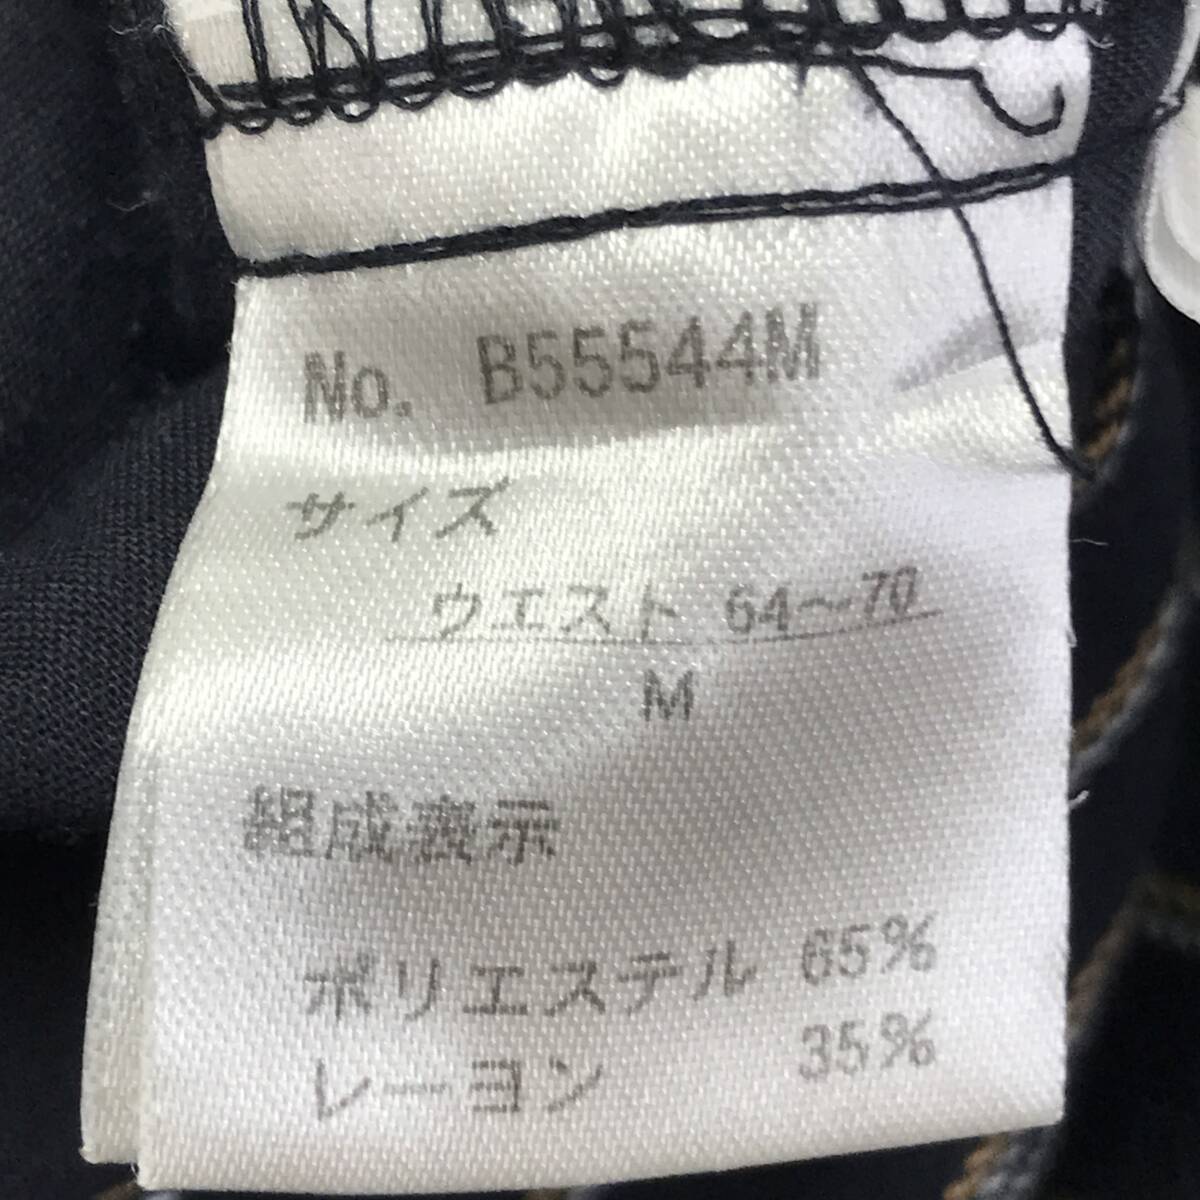 No. B55544M
サイズ
ウエスト 64〜70
M
組成表示
ポリエステル 65%
レーヨン 35%